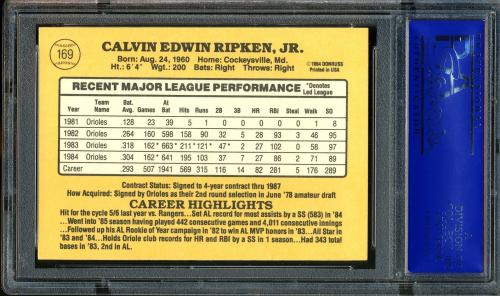 169
CALVIN EDWIN RIPKEN, JR.
Born: Aug. 24, 1960 Home: Cockeysville, Md.
Ht.: 6'4" Wgt.: 200 Bats: Right Throws: Right
© 1984 DONRUSS
Printed in USA
RECENT MAJOR LEAGUE PERFORMANCE
*Denotes Led League
Year Team Name Bat. Avg. Games At Bat Hits Runs 2B 3B HR RBI Steal Walk SO
1981 Orioles .128 23 39 5 1 0 0 0 0 0 1 8
1982 Orioles .264 160 598 158 90 32 5 28 93 3 46 95
1983 Orioles .318 162* 663* 211* 121* 47* 2 27 102 0 58 97
1984 Orioles .304 162* 641 195 103 37 7 27 86 2 71 89
Career .293 507 1941 569 315 116 14 82 281 5 176 289
Contract Status: Signed to 4-year contract thru 1987
How Acquired: Signed by Orioles as their 2nd round selection in June '78 amateur draft
CAREER HIGHLIGHTS
Hit for the cycle 5/6 last year vs. Rangers... Set AL record for most assists by a SS (583) in '84
...Went into '85 season having played 442 consecutive games and 4,011 consecutive innings
...Followed up his AL Rookie of Year campaign in '82 to win AL MVP honors in '83... All Star in
'83 and '84...Holds Orioles club records for HR and RBI by a SS in 1 season...Had 343 total
bases in '83, 2nd in AL.